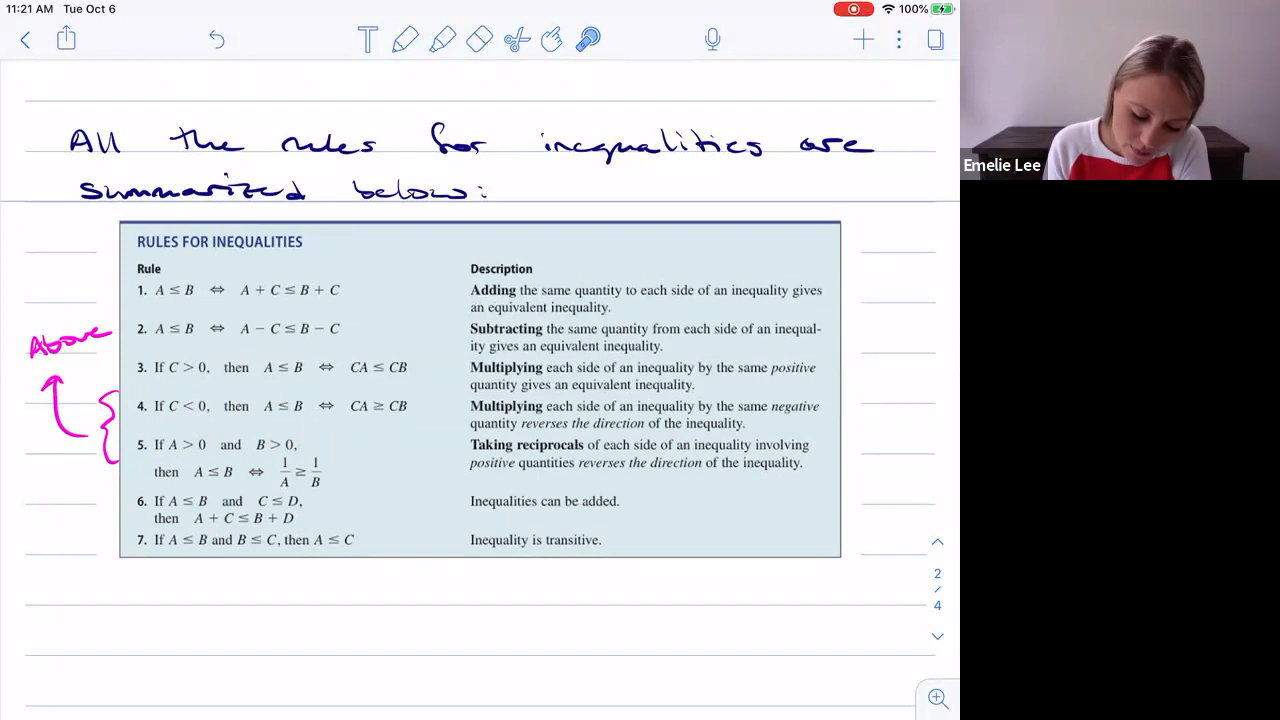 11:21 AM Tue Oct 6
100%
All the rules for inequalities are
summarized below:
RULES FOR INEQUALITIES
Rule Description
1. A ≤ B ⇔ A + C ≤ B + C Adding the same quantity to each side of an inequality gives
an equivalent inequality.
2. A ≤ B ⇔ A − C ≤ B − C Subtracting the same quantity from each side of an inequal-
ity gives an equivalent inequality.
3. If C > 0, then A ≤ B ⇔ CA ≤ CB Multiplying each side of an inequality by the same positive
quantity gives an equivalent inequality.
4. If C < 0, then A ≤ B ⇔ CA ≥ CB Multiplying each side of an inequality by the same negative
quantity reverses the direction of the inequality.
5. If A > 0 and B > 0, Taking reciprocals of each side of an inequality involving
then A ≤ B ⇔ 1/A ≥ 1/B positive quantities reverses the direction of the inequality.
6. If A ≤ B and C ≤ D, Inequalities can be added.
then A + C ≤ B + D
7. If A ≤ B and B ≤ C, then A ≤ C Inequality is transitive.
Above
2
/
4
Emelie Lee